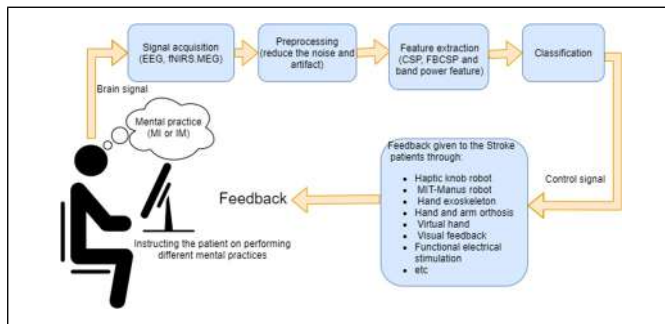 Signal acquisition
(EEG, fNIRS.MEG)
Preprocessing
(reduce the noise and
artifact)
Feature extraction
(CSP, FBCSP and
band power feature)
Classification
Brain signal
Mental practice
(MI or IM)
Instructing the patient on performing
different mental practices
Feedback
Feedback given to the Stroke
patients through:
• Haptic knob robot
• MIT-Manus robot
• Hand exoskeleton
• Hand and arm orthosis
• Virtual hand
• Visual feedback
• Functional electrical
stimulation
• etc
Control signal